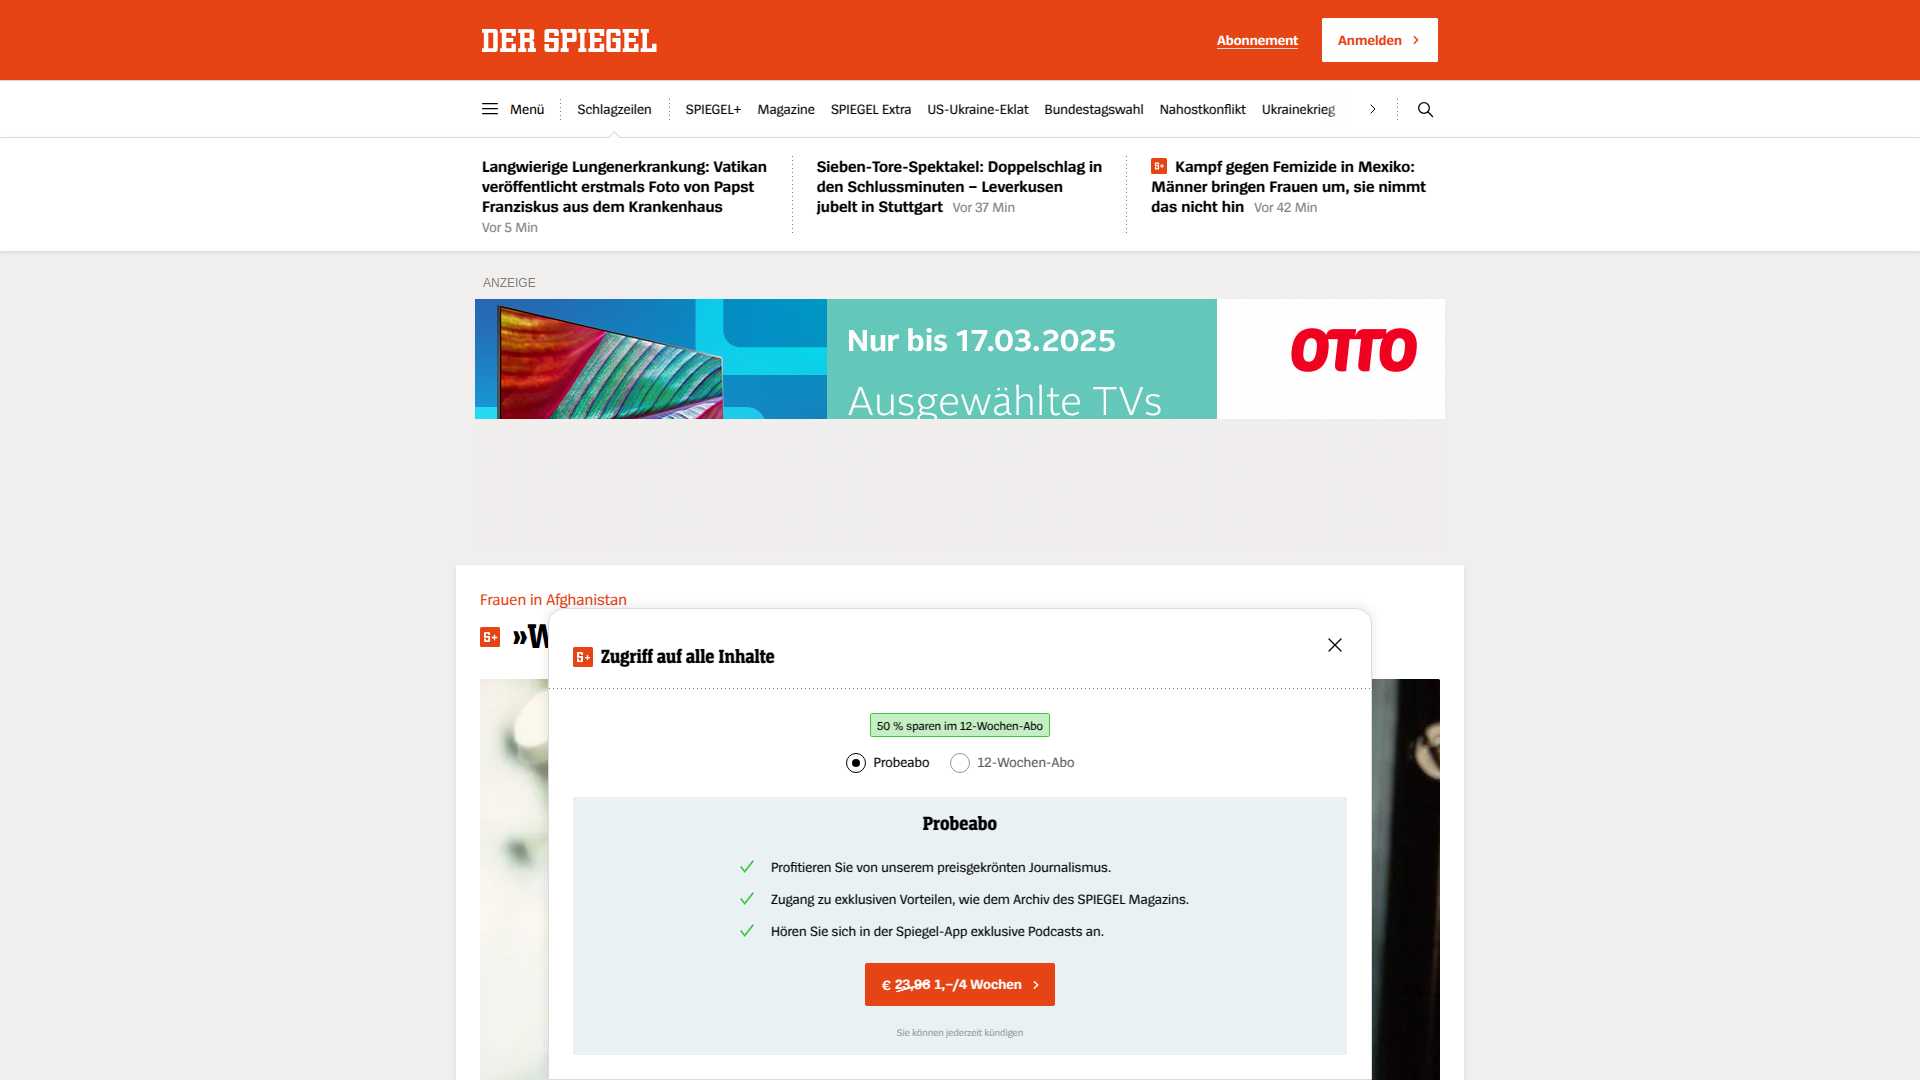 DER SPIEGEL
Abonnement
Anmelden
Menü
Schlagzeilen
SPIEGEL+
Magazine
SPIEGEL Extra
US-Ukraine-Eklat
Bundestagswahl
Nahostkonflikt
Ukrainekrieg
Langwierige Lungenerkrankung: Vatikan
veröffentlicht erstmals Foto von Papst
Franziskus aus dem Krankenhaus
Vor 5 Min
Sieben-Tore-Spektakel: Doppelschlag in
den Schlussminuten – Leverkusen
jubelt in Stuttgart Vor 37 Min
S+ Kampf gegen Femizide in Mexiko:
Männer bringen Frauen um, sie nimmt
das nicht hin Vor 42 Min
ANZEIGE
Nur bis 17.03.2025
Ausgewählte TVs
OTTO
Frauen in Afghanistan
S+ »W
S+ Zugriff auf alle Inhalte
50 % sparen im 12-Wochen-Abo
Probeabo
12-Wochen-Abo
Probeabo
Profitieren Sie von unserem preisgekrönten Journalismus.
Zugang zu exklusiven Vorteilen, wie dem Archiv des SPIEGEL Magazins.
Hören Sie sich in der Spiegel-App exklusive Podcasts an.
€ 23,96 1,–/4 Wochen
Sie können jederzeit kündigen